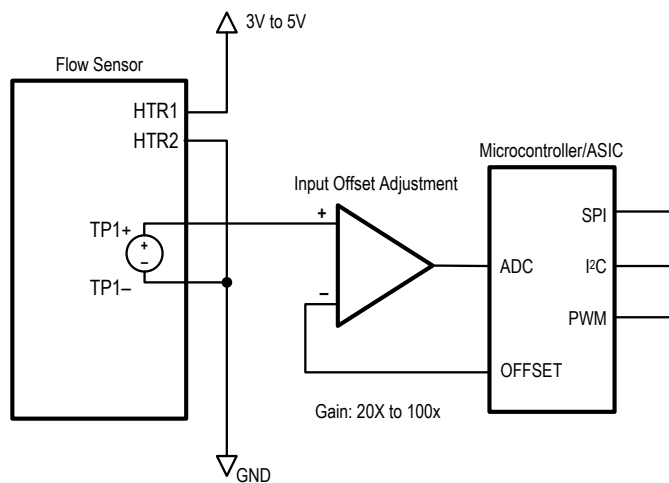 3V to 5V
Flow Sensor
HTR1
HTR2
Microcontroller/ASIC
Input Offset Adjustment
+
SPI
TP1+
+
–
ADC
I²C
TP1–
–
PWM
OFFSET
Gain: 20X to 100x
GND